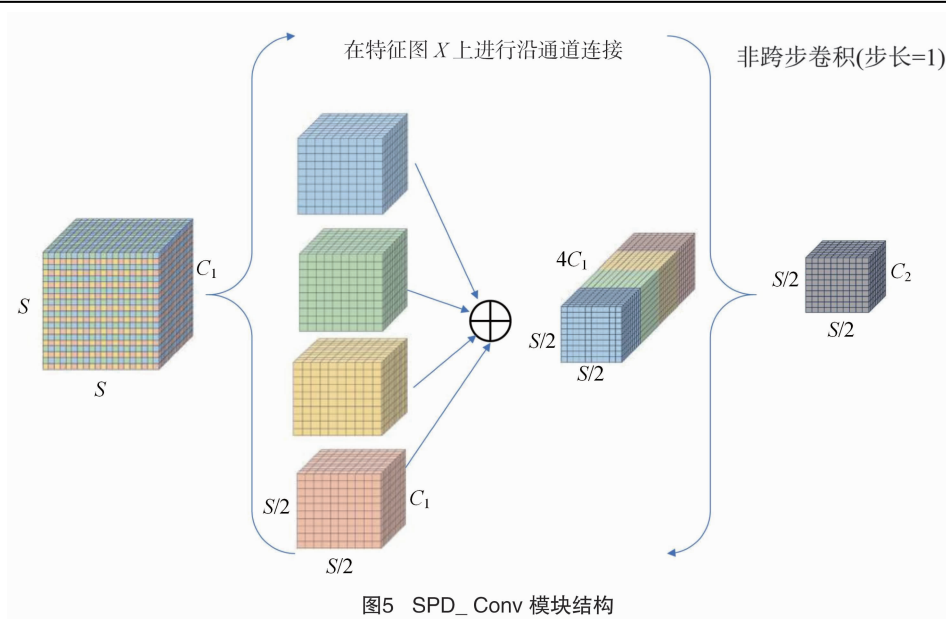 在特征图 X 上进行沿通道连接
非跨步卷积(步长=1)
C₁
S
S
S/2
C₁
S/2
4C₁
S/2
S/2
S/2
C₂
S/2
图5 SPD_ Conv 模块结构